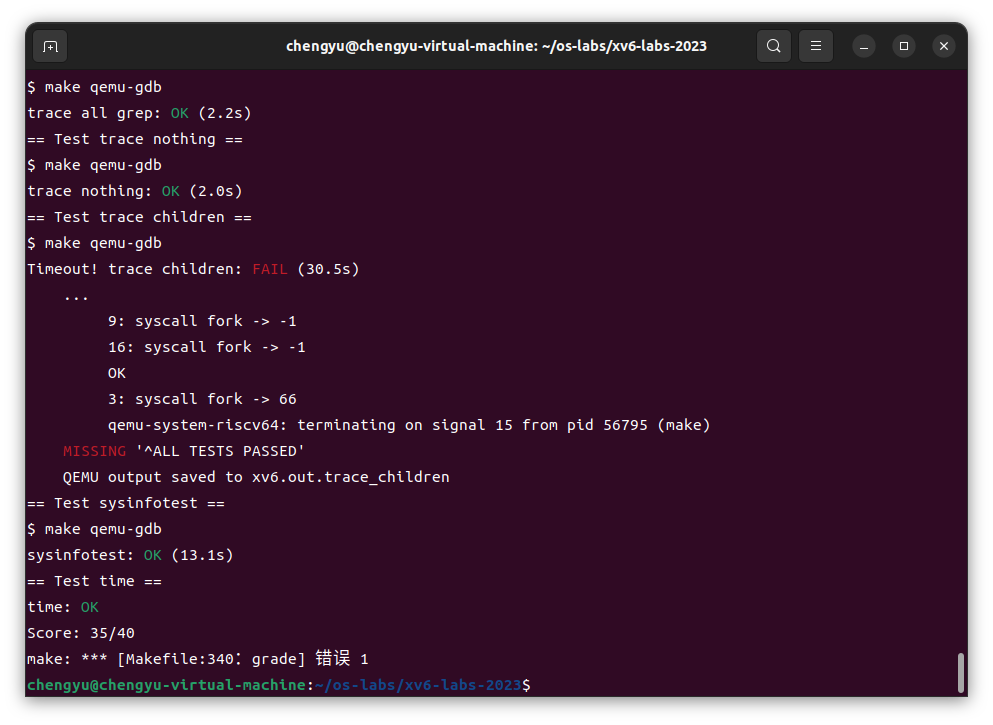 chengyu@chengyu-virtual-machine: ~/os-labs/xv6-labs-2023
$ make qemu-gdb
trace all grep: OK (2.2s)
== Test trace nothing ==
$ make qemu-gdb
trace nothing: OK (2.0s)
== Test trace children ==
$ make qemu-gdb
Timeout! trace children: FAIL (30.5s)
...
9: syscall fork -> -1
16: syscall fork -> -1
OK
3: syscall fork -> 66
qemu-system-riscv64: terminating on signal 15 from pid 56795 (make)
MISSING '^ALL TESTS PASSED'
QEMU output saved to xv6.out.trace_children
== Test sysinfotest ==
$ make qemu-gdb
sysinfotest: OK (13.1s)
== Test time ==
time: OK
Score: 35/40
make: *** [Makefile:340：grade] 错误 1
chengyu@chengyu-virtual-machine:~/os-labs/xv6-labs-2023$